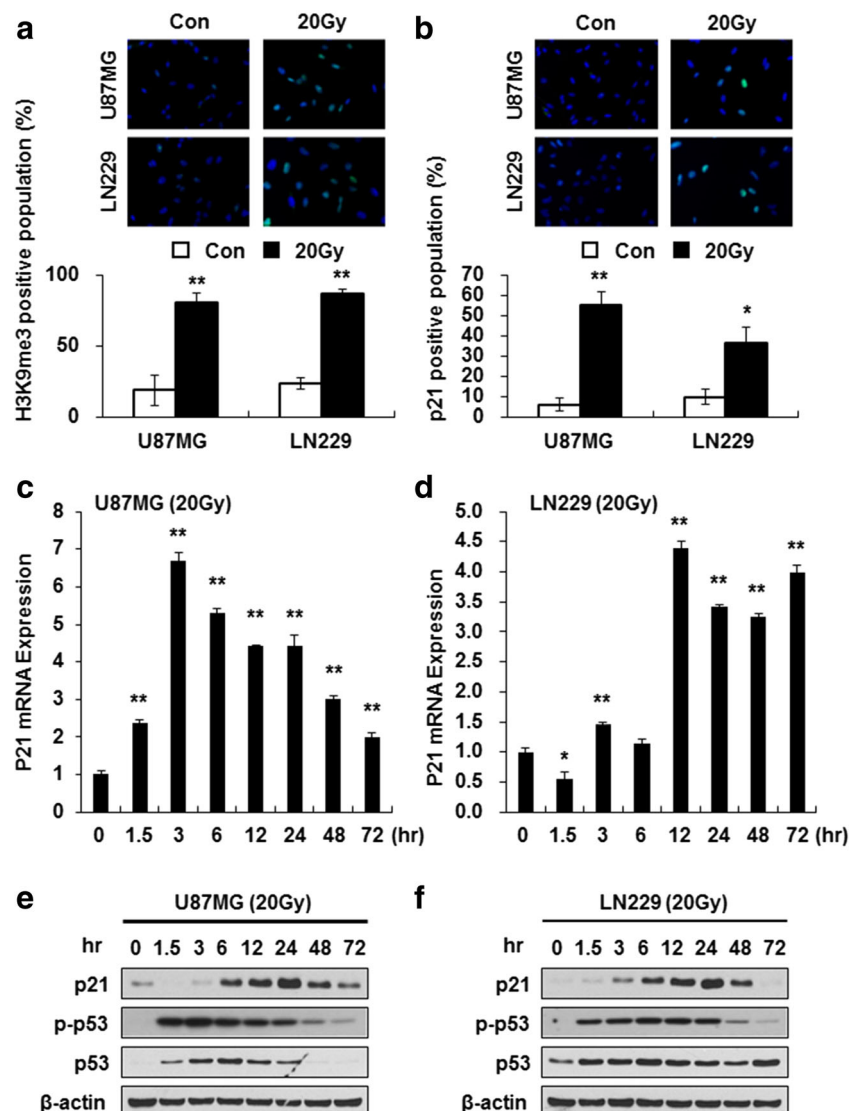 a
Con 20Gy
U87MG
LN229
H3K9me3 positive population (%)
Con 20Gy
100
50
0
** **
U87MG LN229
b
Con 20Gy
U87MG
LN229
p21 positive population (%)
Con 20Gy
70
60
50
40
30
20
10
0
** *
U87MG LN229
c
U87MG (20Gy)
P21 mRNA Expression
8
7
6
5
4
3
2
1
0
** ** ** ** ** ** **
0 1.5 3 6 12 24 48 72 (hr)
d
LN229 (20Gy)
P21 mRNA Expression
5.0
4.5
4.0
3.5
3.0
2.5
2.0
1.5
1.0
0.5
0.0
* ** ** ** ** **
0 1.5 3 6 12 24 48 72 (hr)
e
U87MG (20Gy)
hr 0 1.5 3 6 12 24 48 72
p21
p-p53
p53
β-actin
f
LN229 (20Gy)
hr 0 1.5 3 6 12 24 48 72
p21
p-p53
p53
β-actin